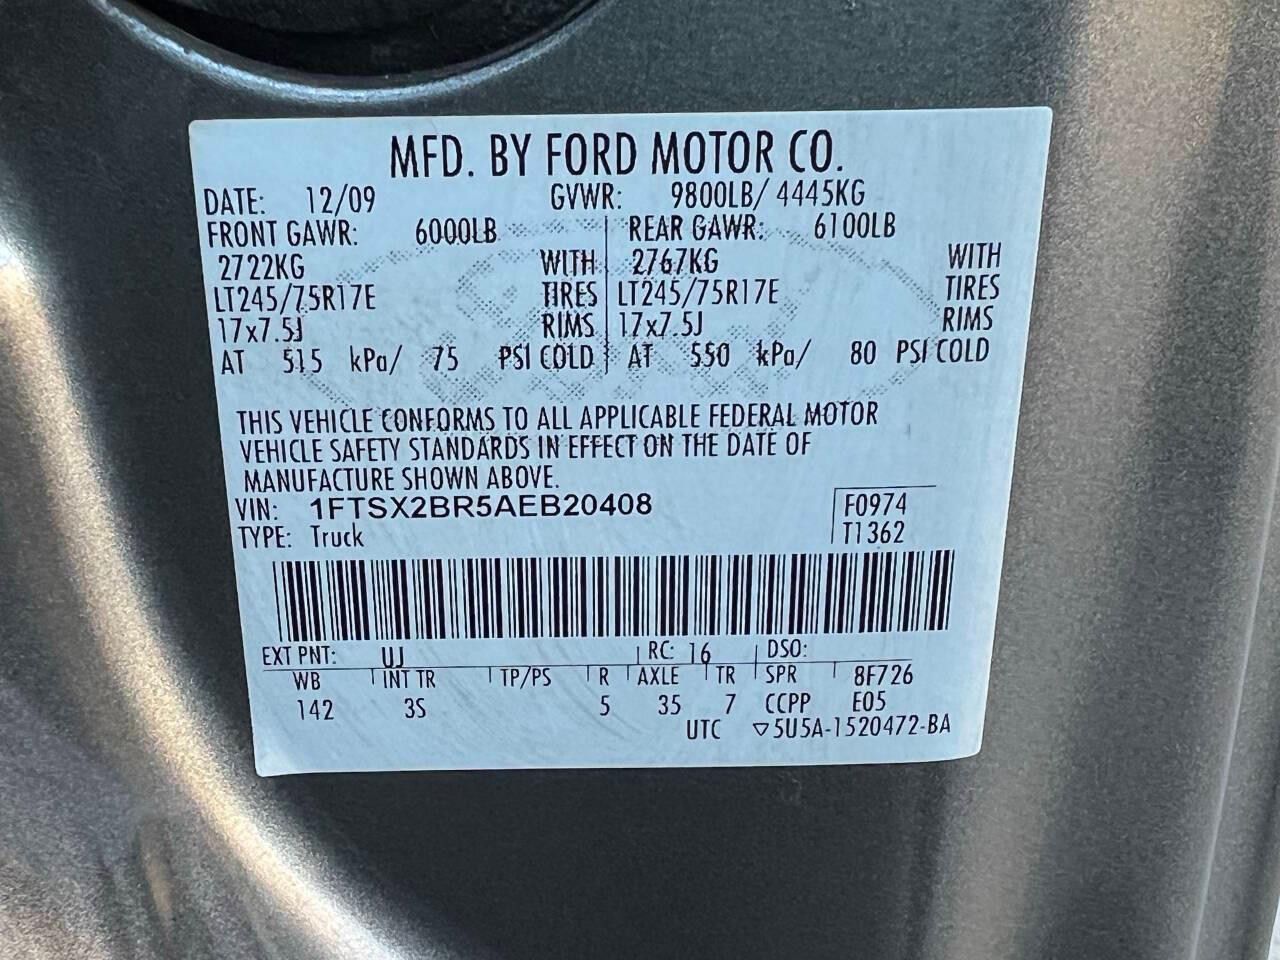 MFD. BY FORD MOTOR CO.
DATE: 12/09 GVWR: 9800LB/ 4445KG
FRONT GAWR: 6000LB REAR GAWR: 6100LB
2722KG WITH 2767KG WITH
LT245/75R17E TIRES LT245/75R17E TIRES
17x7.5J RIMS 17x7.5J RIMS
AT 515 kPa/ 75 PSI COLD AT 550 kPa/ 80 PSI COLD
THIS VEHICLE CONFORMS TO ALL APPLICABLE FEDERAL MOTOR
VEHICLE SAFETY STANDARDS IN EFFECT ON THE DATE OF
MANUFACTURE SHOWN ABOVE.
VIN: 1FTSX2BR5AEB20408 F0974
TYPE: Truck T1362
EXT PNT: UJ RC: 16 DSO:
WB INT TR TP/PS R AXLE TR SPR 8F726
142 3S 5 35 7 CCPP E05
UTC ▽5U5A-1520472-BA